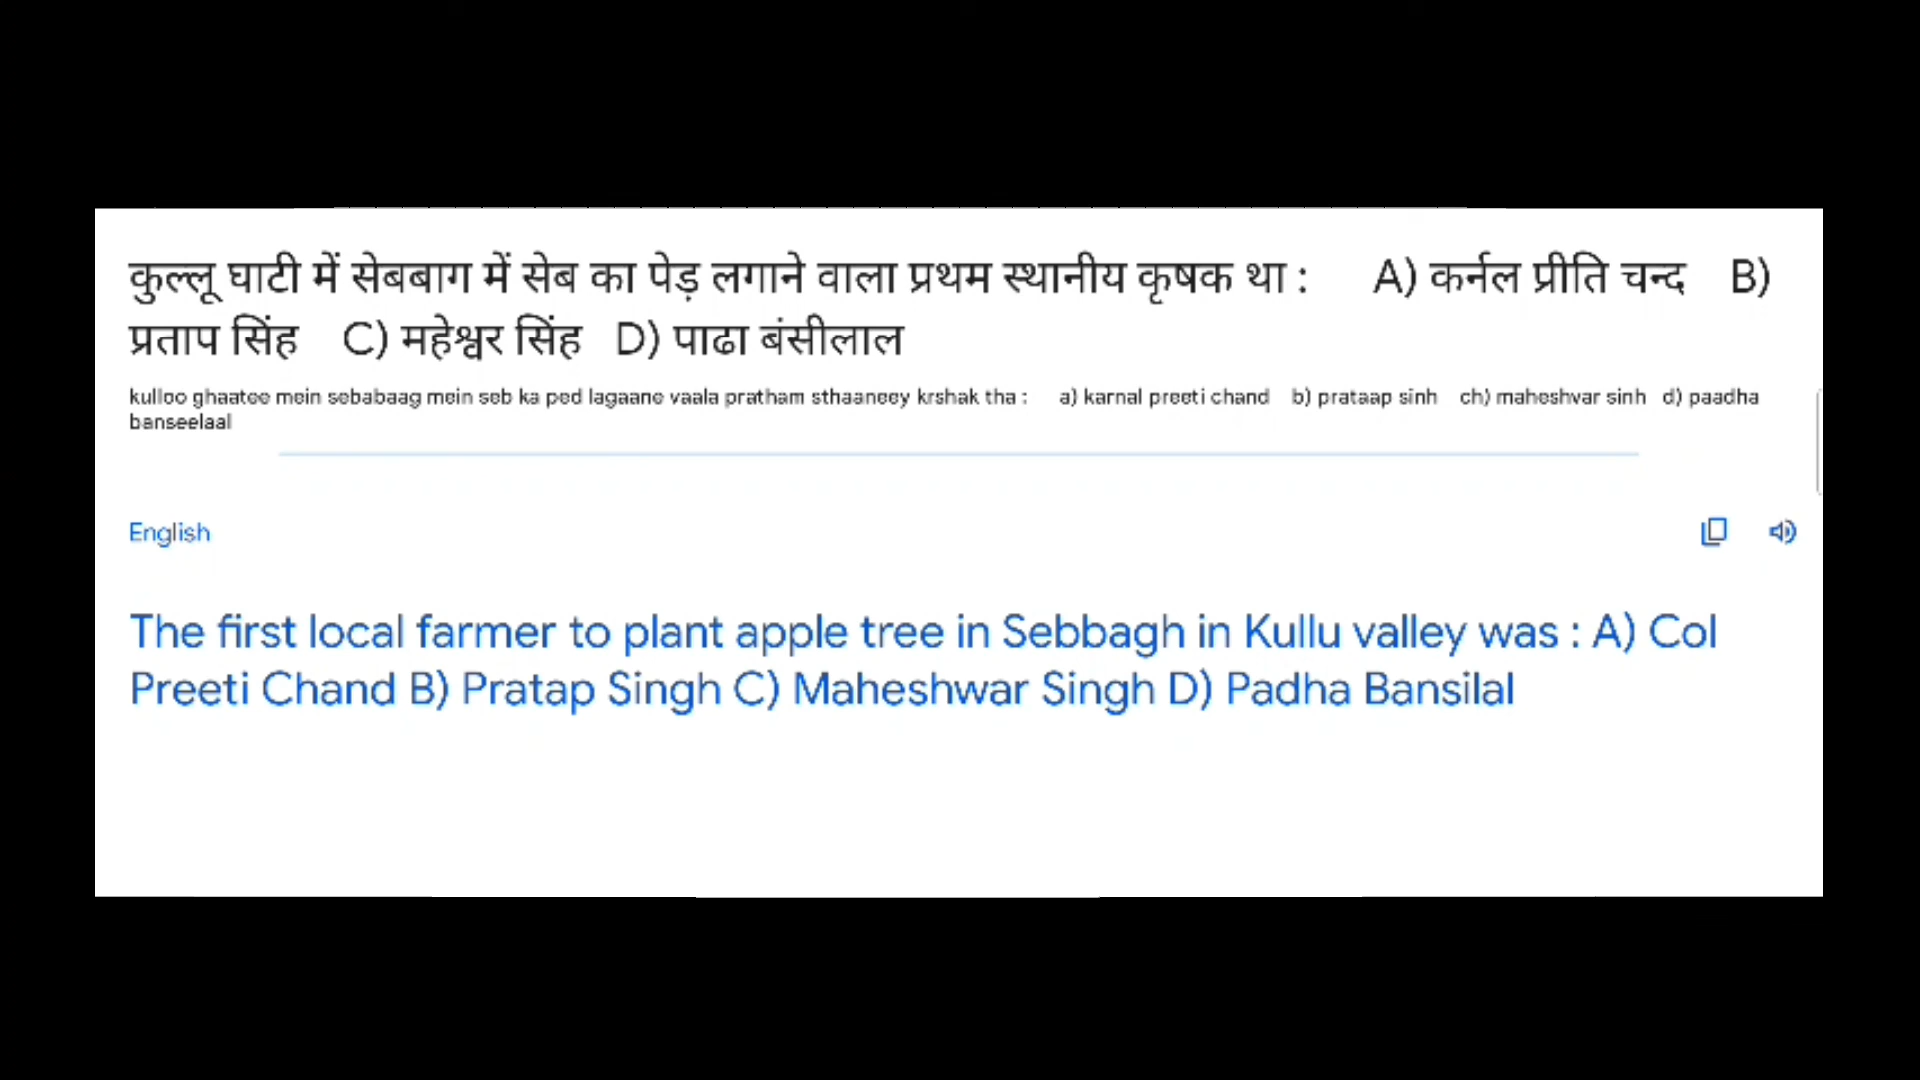 कुल्लू घाटी में सेबबाग में सेब का पेड़ लगाने वाला प्रथम स्थानीय कृषक था : A) कर्नल प्रीति चन्द B)
प्रताप सिंह C) महेश्वर सिंह D) पाढा बंसीलाल
kulloo ghaatee mein sebabaag mein seb ka ped lagaane vaala pratham sthaaneey krshak tha : a) karnal preeti chand b) prataap sinh ch) maheshvar sinh d) paadha
banseelaal
English
The first local farmer to plant apple tree in Sebbagh in Kullu valley was : A) Col
Preeti Chand B) Pratap Singh C) Maheshwar Singh D) Padha Bansilal